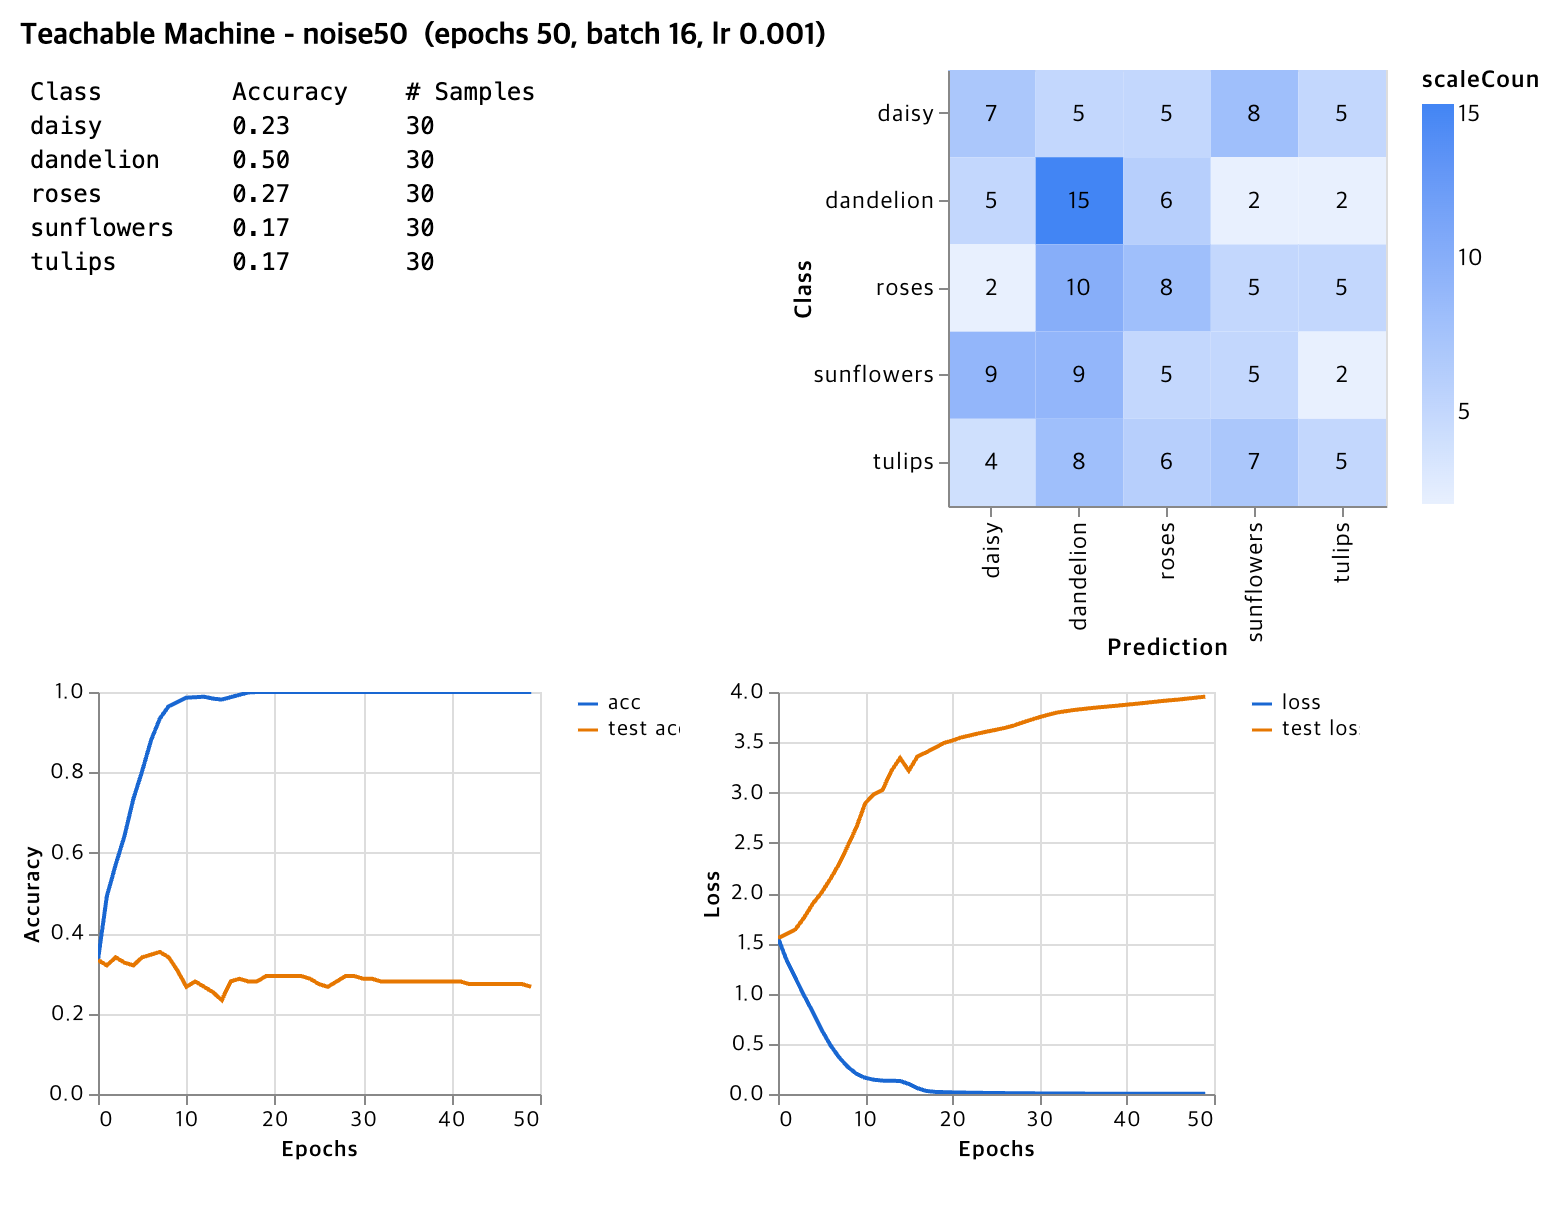 Teachable Machine - noise50  (epochs 50, batch 16, lr 0.001)
Class Accuracy # Samples
daisy 0.23 30
dandelion 0.50 30
roses 0.27 30
sunflowers 0.17 30
tulips 0.17 30
scaleCoun
15
10
5
Class
daisy 7 5 5 8 5
dandelion 5 15 6 2 2
roses 2 10 8 5 5
sunflowers 9 9 5 5 2
tulips 4 8 6 7 5
daisy dandelion roses sunflowers tulips
Prediction
Accuracy
1.0
0.8
0.6
0.4
0.2
0.0
0 10 20 30 40 50
Epochs
acc
test acc
Loss
4.0
3.5
3.0
2.5
2.0
1.5
1.0
0.5
0.0
0 10 20 30 40 50
Epochs
loss
test los